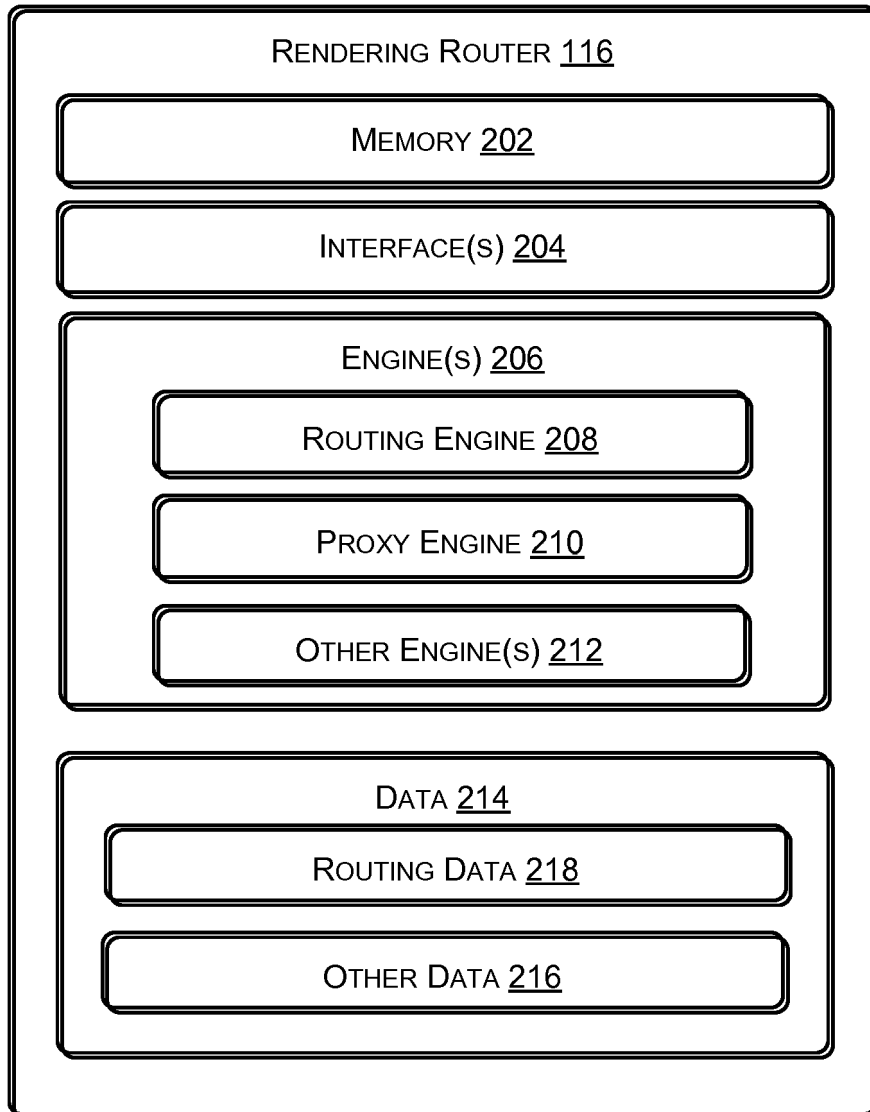 RENDERING ROUTER 116
MEMORY 202
INTERFACE(S) 204
ENGINE(S) 206
ROUTING ENGINE 208
PROXY ENGINE 210
OTHER ENGINE(S) 212
DATA 214
ROUTING DATA 218
OTHER DATA 216